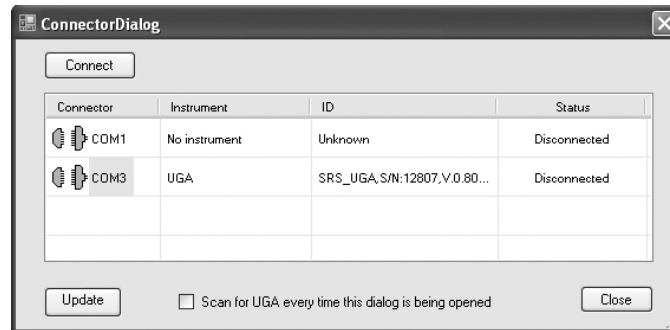 ConnectorDialog
Connect
Connector Instrument ID Status
COM1 No instrument Unknown Disconnected
COM3 UGA SRS_UGA,S/N:12807,V.0.80... Disconnected
Update Scan for UGA every time this dialog is being opened Close